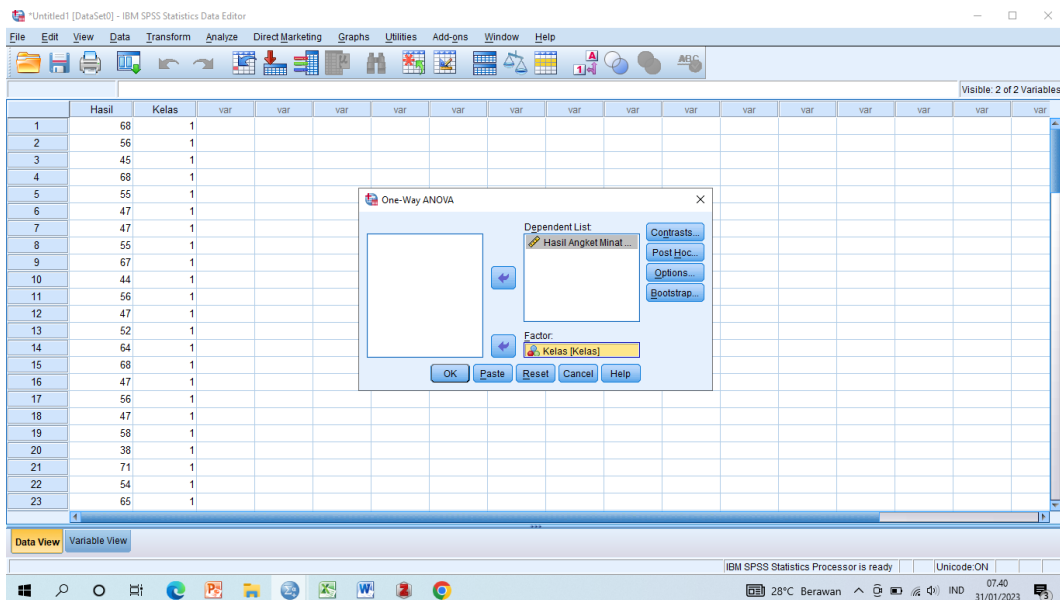 *Untitled1 [DataSet0] - IBM SPSS Statistics Data Editor
File Edit View Data Transform Analyze Direct Marketing Graphs Utilities Add-ons Window Help
Visible: 2 of 2 Variables
Hasil Kelas var var var var var var var var var var var var var var var
1 68 1
2 56 1
3 45 1
4 68 1
5 55 1
6 47 1
7 47 1
8 55 1
9 67 1
10 44 1
11 56 1
12 47 1
13 52 1
14 64 1
15 68 1
16 47 1
17 56 1
18 47 1
19 58 1
20 38 1
21 71 1
22 54 1
23 65 1
One-Way ANOVA
Dependent List:
Hasil Angket Minat ...
Contrasts...
Post Hoc...
Options...
Bootstrap...
Factor:
Kelas [Kelas]
OK Paste Reset Cancel Help
Data View Variable View
IBM SPSS Statistics Processor is ready Unicode:ON
28°C Berawan IND 07.40
31/01/2023